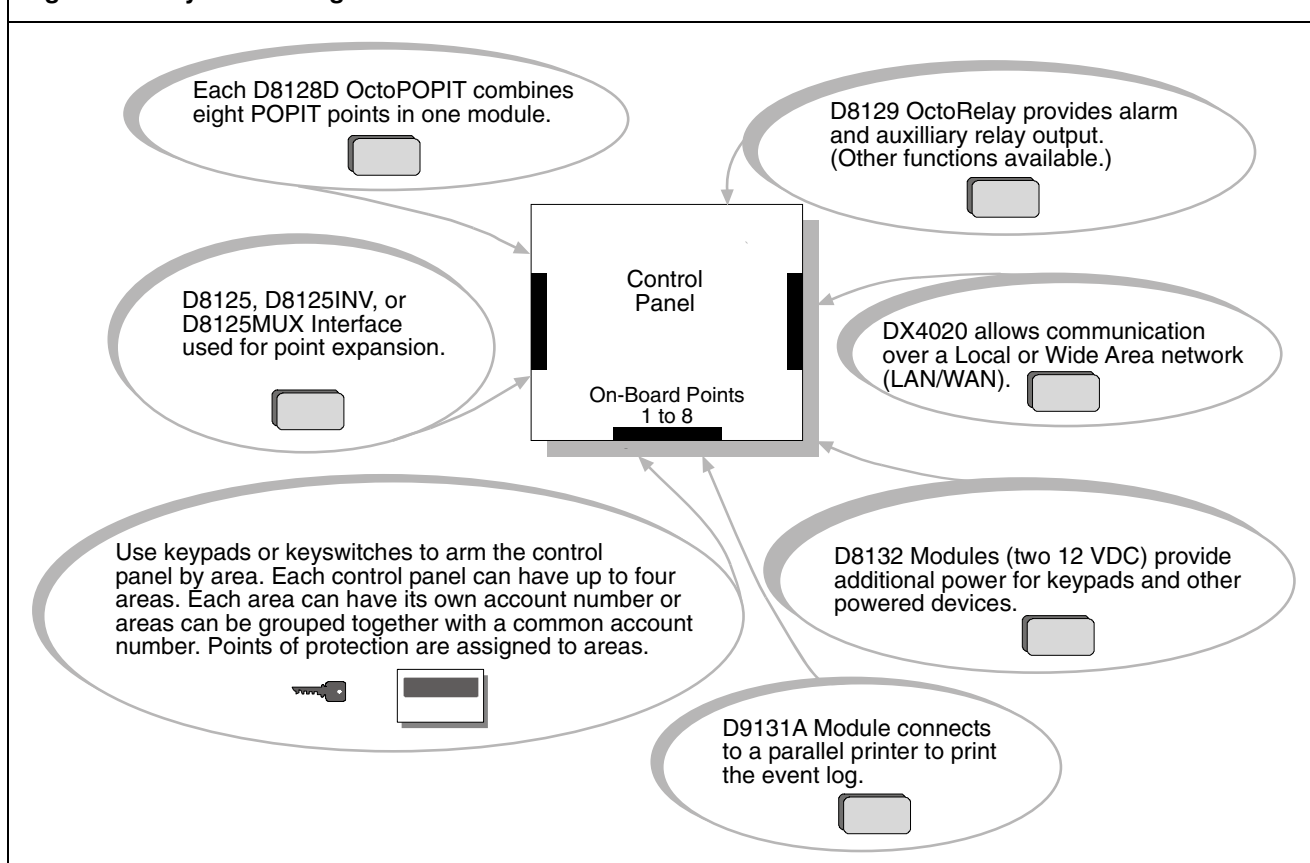 Each D8128D OctoPOPIT combines
eight POPIT points in one module.
D8129 OctoRelay provides alarm
and auxilliary relay output.
(Other functions available.)
Control
Panel
On-Board Points
1 to 8
D8125, D8125INV, or
D8125MUX Interface
used for point expansion.
DX4020 allows communication
over a Local or Wide Area network
(LAN/WAN).
Use keypads or keyswitches to arm the control
panel by area. Each control panel can have up to four
areas. Each area can have its own account number or
areas can be grouped together with a common account
number. Points of protection are assigned to areas.
D8132 Modules (two 12 VDC) provide
additional power for keypads and other
powered devices.
D9131A Module connects
to a parallel printer to print
the event log.